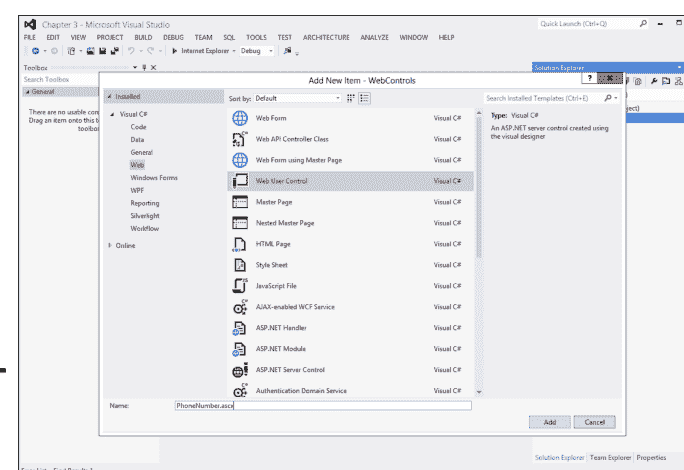 Chapter 3 - Microsoft Visual Studio
Quick Launch (Ctrl+Q)
FILE EDIT VIEW PROJECT BUILD DEBUG TEAM SQL TOOLS TEST ARCHITECTURE ANALYZE WINDOW HELP
Internet Explorer Debug
Toolbox
Solution Explorer
Search Toolbox
Add New Item - WebControls
General
Installed
Sort by: Default
Search Installed Templates (Ctrl+E)
There are no usable con
Drag an item onto this t
toolbo
Visual C#
Code
Data
General
Web
Windows Forms
WPF
Reporting
Silverlight
Workflow
Online
Web Form Visual C#
Web API Controller Class Visual C#
Web Form using Master Page Visual C#
Web User Control Visual C#
Master Page Visual C#
Nested Master Page Visual C#
HTML Page Visual C#
Style Sheet Visual C#
JavaScript File Visual C#
AJAX-enabled WCF Service Visual C#
ASP.NET Handler Visual C#
ASP.NET Module Visual C#
ASP.NET Server Control Visual C#
Authentication Domain Service Visual C#
Type: Visual C#
An ASP.NET server control created using
the visual designer
ject)
Name: PhoneNumber.ascx
Add Cancel
Solution Explorer Team Explorer Properties